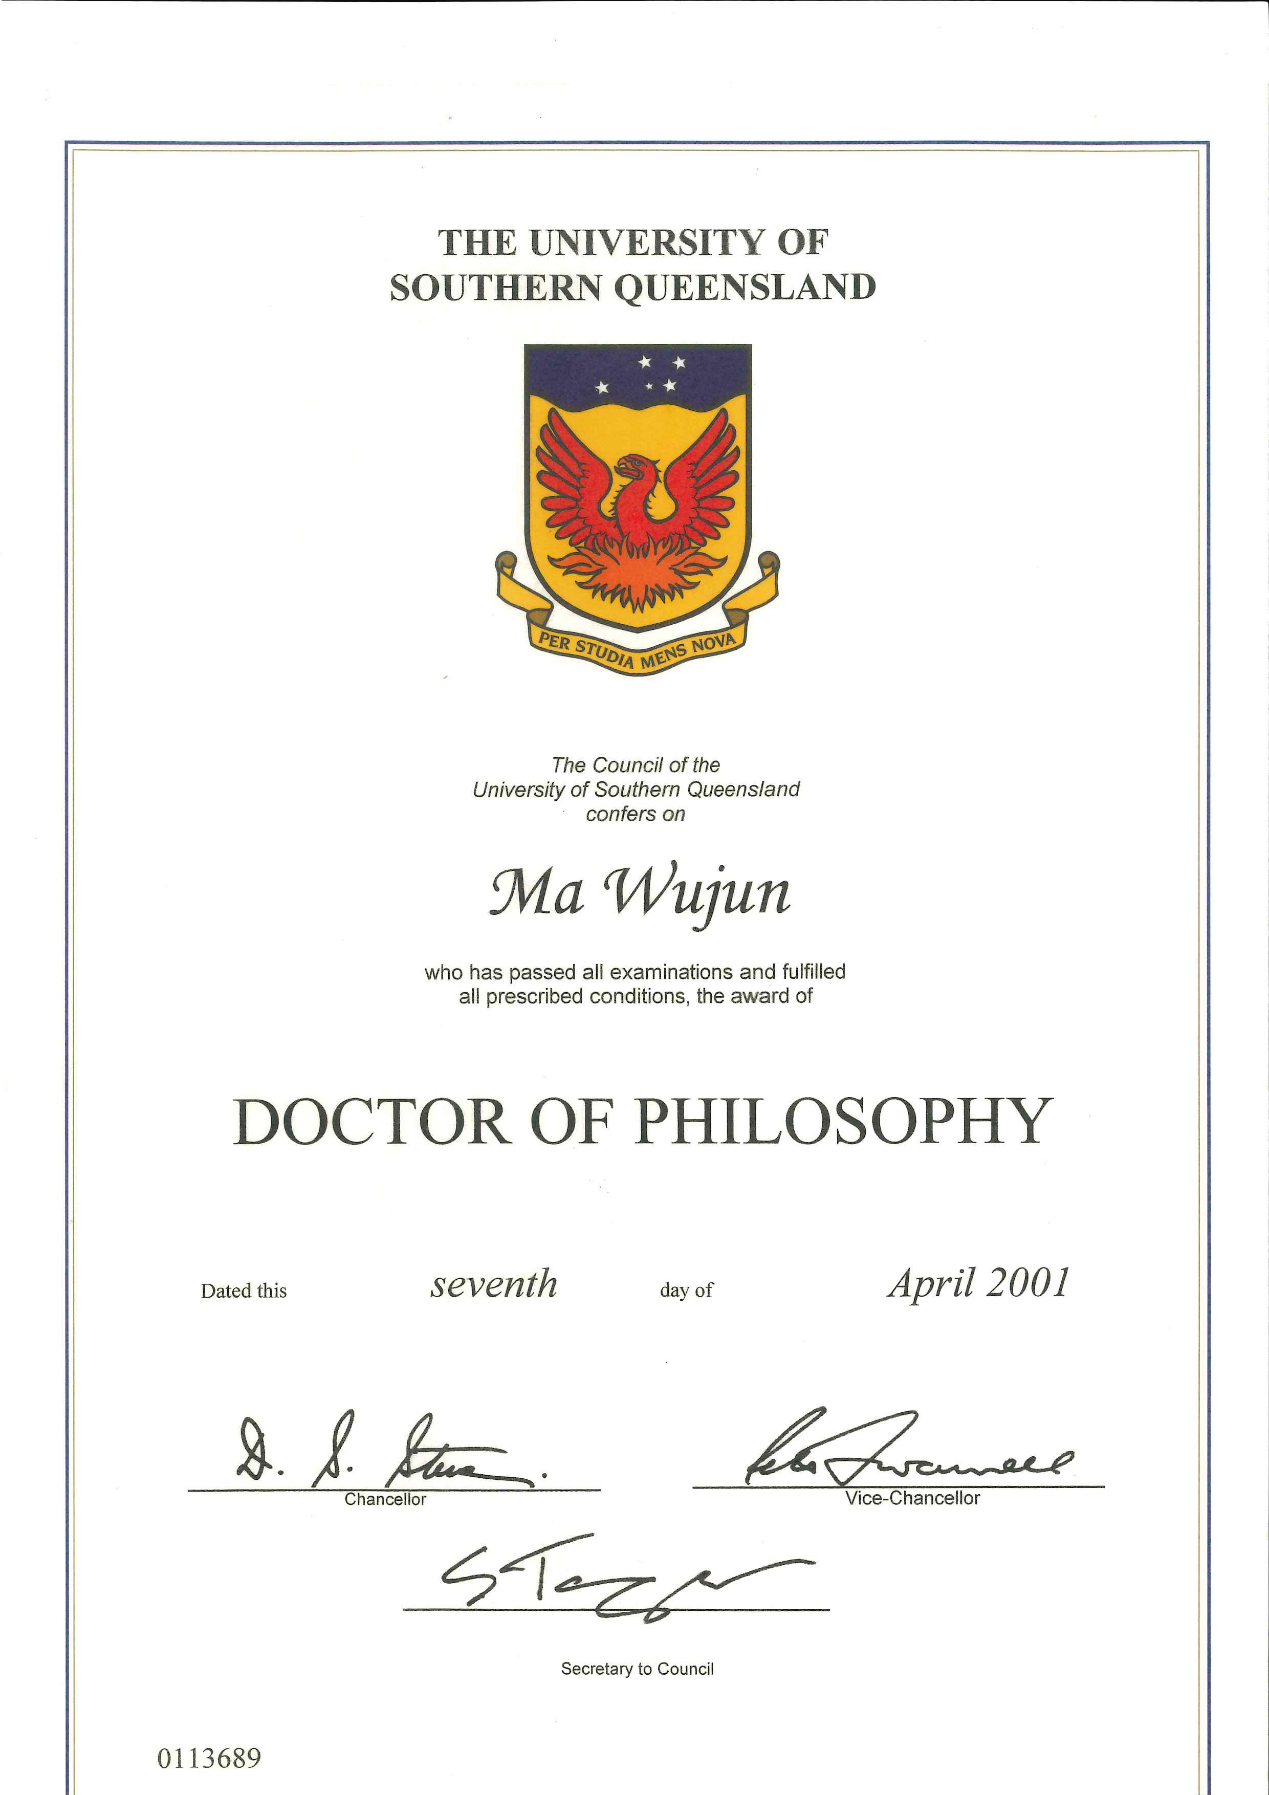 THE UNIVERSITY OF
SOUTHERN QUEENSLAND
PER STUDIA MENS NOVA
The Council of the
University of Southern Queensland
confers on
Ma Wujun
who has passed all examinations and fulfilled
all prescribed conditions, the award of
DOCTOR OF PHILOSOPHY
Dated this seventh day of April 2001
D. S.
Chancellor Vice-Chancellor
Secretary to Council
0113689